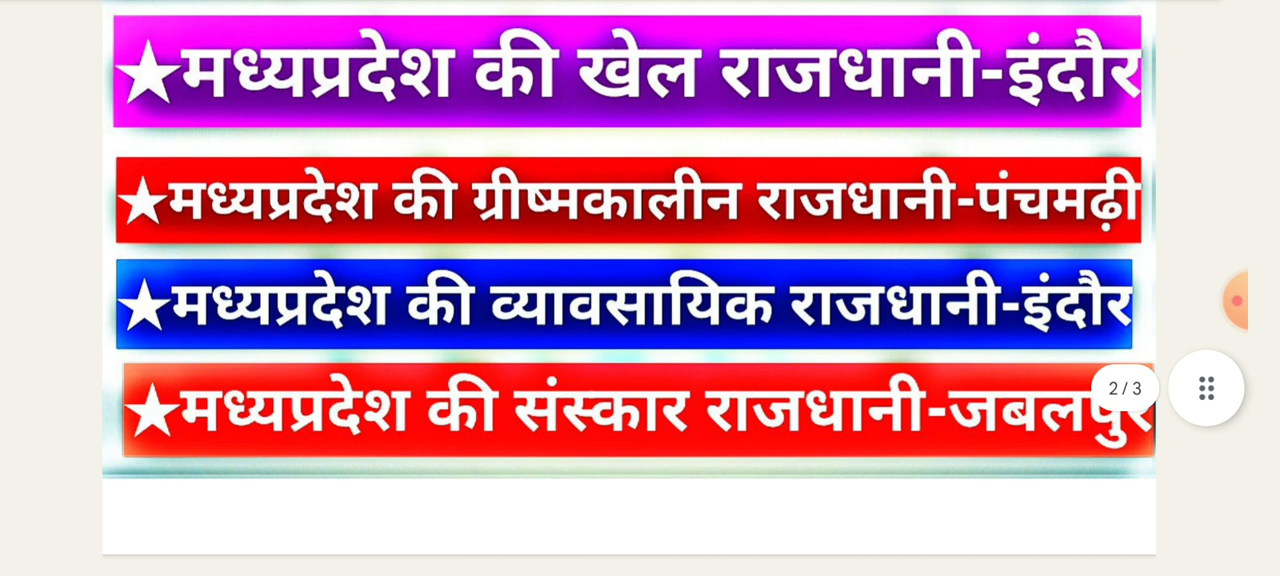 ★मध्यप्रदेश की खेल राजधानी-इंदौर
★मध्यप्रदेश की ग्रीष्मकालीन राजधानी-पंचमढ़ी
★मध्यप्रदेश की व्यावसायिक राजधानी-इंदौर
★मध्यप्रदेश की संस्कार राजधानी-जबलपुर
2/3